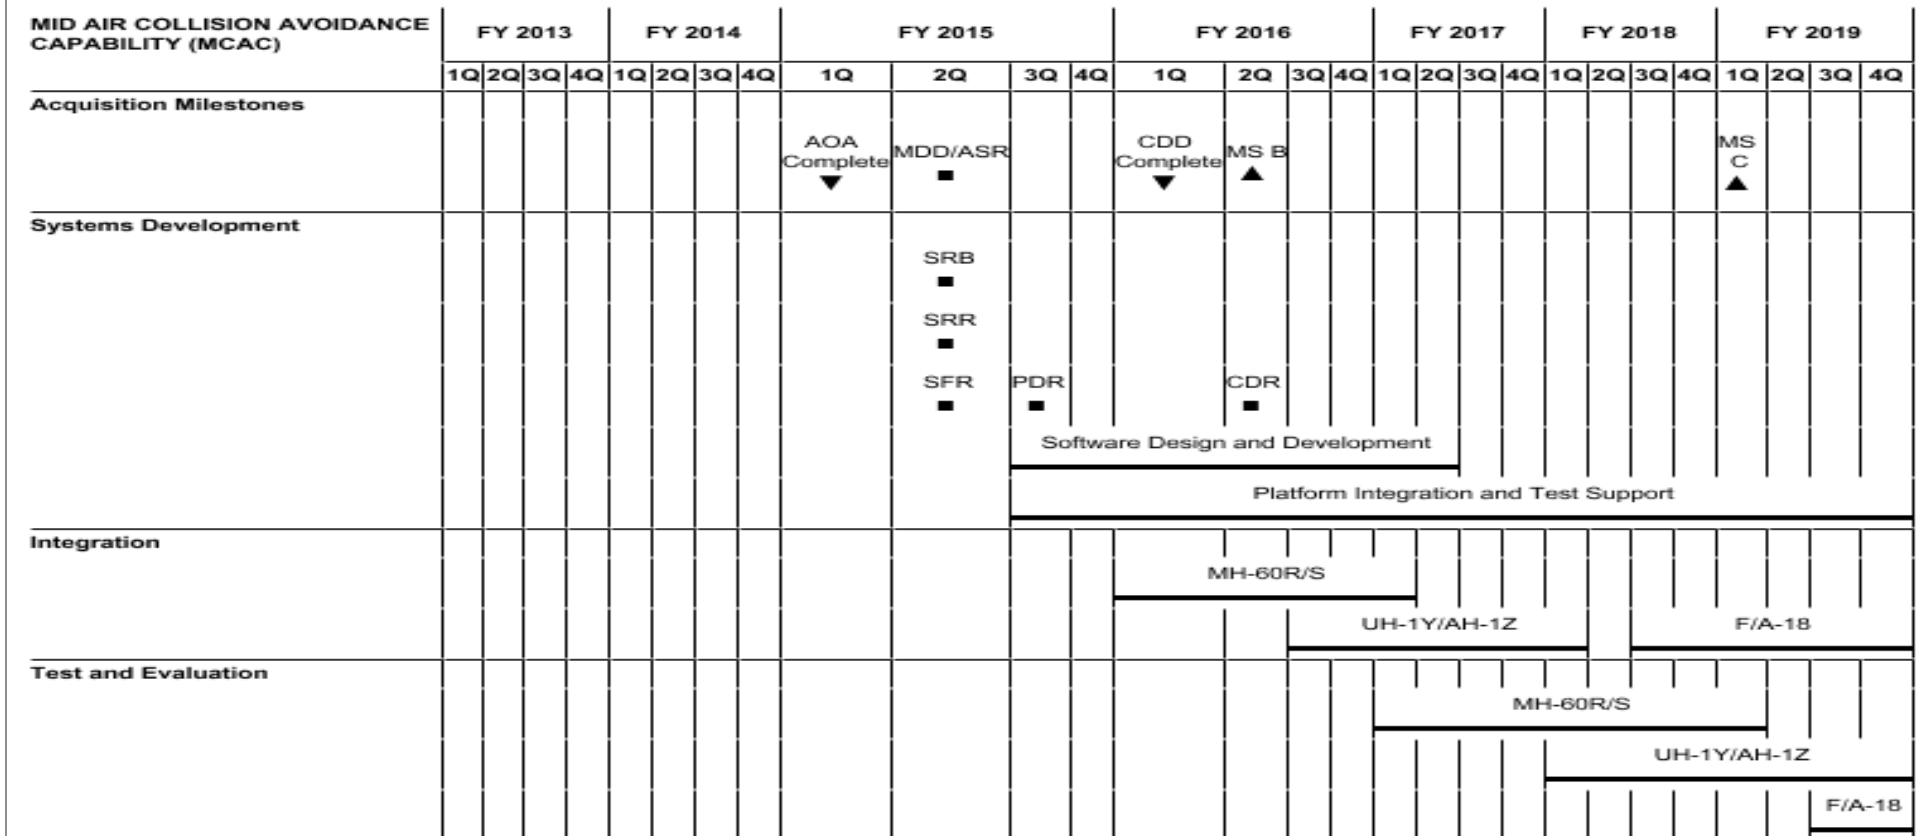 MID AIR COLLISION AVOIDANCE CAPABILITY (MCAC)
FY 2013 FY 2014 FY 2015 FY 2016 FY 2017 FY 2018 FY 2019
1Q 2Q 3Q 4Q 1Q 2Q 3Q 4Q 1Q 2Q 3Q 4Q 1Q 2Q 3Q 4Q 1Q 2Q 3Q 4Q 1Q 2Q 3Q 4Q 1Q 2Q 3Q 4Q
Acquisition Milestones
AOA Complete MDD/ASR CDD Complete MS B MS C
Systems Development
SRB
SRR
SFR PDR CDR
Software Design and Development
Platform Integration and Test Support
Integration
MH-60R/S
UH-1Y/AH-1Z F/A-18
Test and Evaluation
MH-60R/S
UH-1Y/AH-1Z
F/A-18